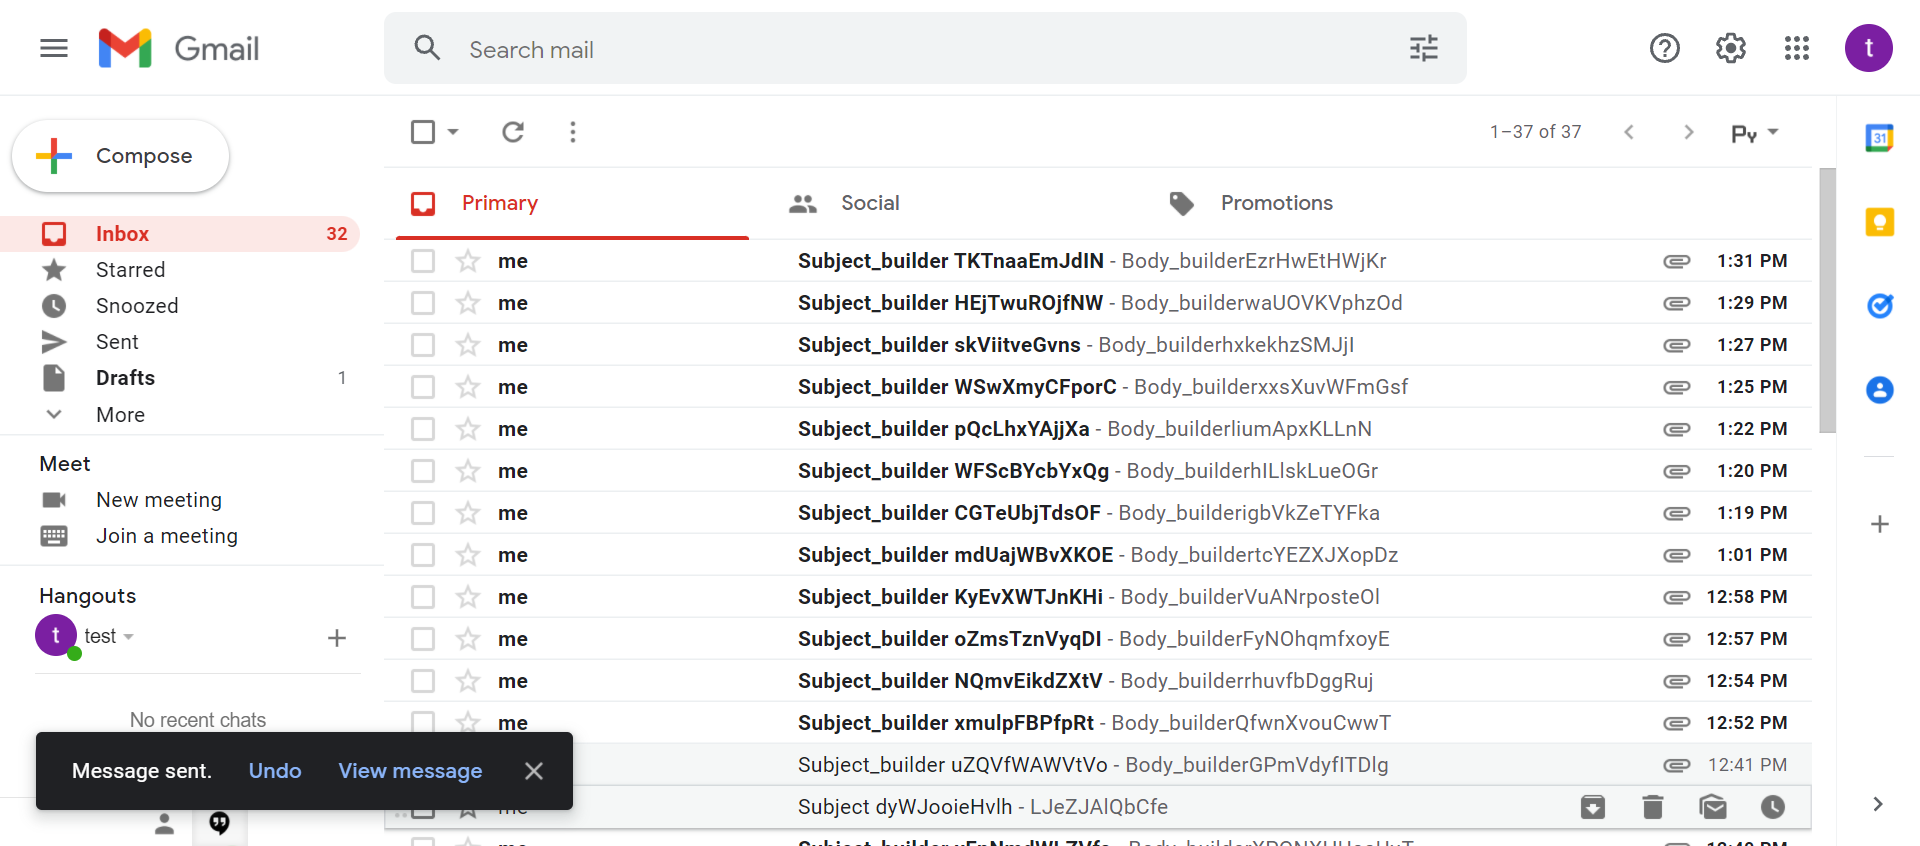 Gmail
Search mail
t
Compose
1–37 of 37
Py
31
Primary
Social
Promotions
Inbox 32
Starred
Snoozed
Sent
Drafts 1
More
Meet
New meeting
Join a meeting
Hangouts
t test
No recent chats
me Subject_builder TKTnaaEmJdIN - Body_builderEzrHwEtHWjKr 1:31 PM
me Subject_builder HEjTwuROjfNW - Body_builderwaUOVKVphzOd 1:29 PM
me Subject_builder skViitveGvns - Body_builderhxkekhzSMJjI 1:27 PM
me Subject_builder WSwXmyCFporC - Body_builderxxsXuvWFmGsf 1:25 PM
me Subject_builder pQcLhxYAjjXa - Body_builderliumApxKLLnN 1:22 PM
me Subject_builder WFScBYcbYxQg - Body_builderhILlskLueOGr 1:20 PM
me Subject_builder CGTeUbjTdsOF - Body_builderigbVkZeTYFka 1:19 PM
me Subject_builder mdUajWBvXKOE - Body_buildertcYEZXJXopDz 1:01 PM
me Subject_builder KyEvXWTJnKHi - Body_builderVuANrposteOl 12:58 PM
me Subject_builder oZmsTznVyqDI - Body_builderFyNOhqmfxoyE 12:57 PM
me Subject_builder NQmvEikdZXtV - Body_builderrhuvfbDggRuj 12:54 PM
me Subject_builder xmulpFBPfpRt - Body_builderQfwnXvouCwwT 12:52 PM
Subject_builder uZQVfWAWVtVo - Body_builderGPmVdyfITDlg 12:41 PM
me Subject dyWJooieHvlh - LJeZJAlQbCfe
Message sent. Undo View message